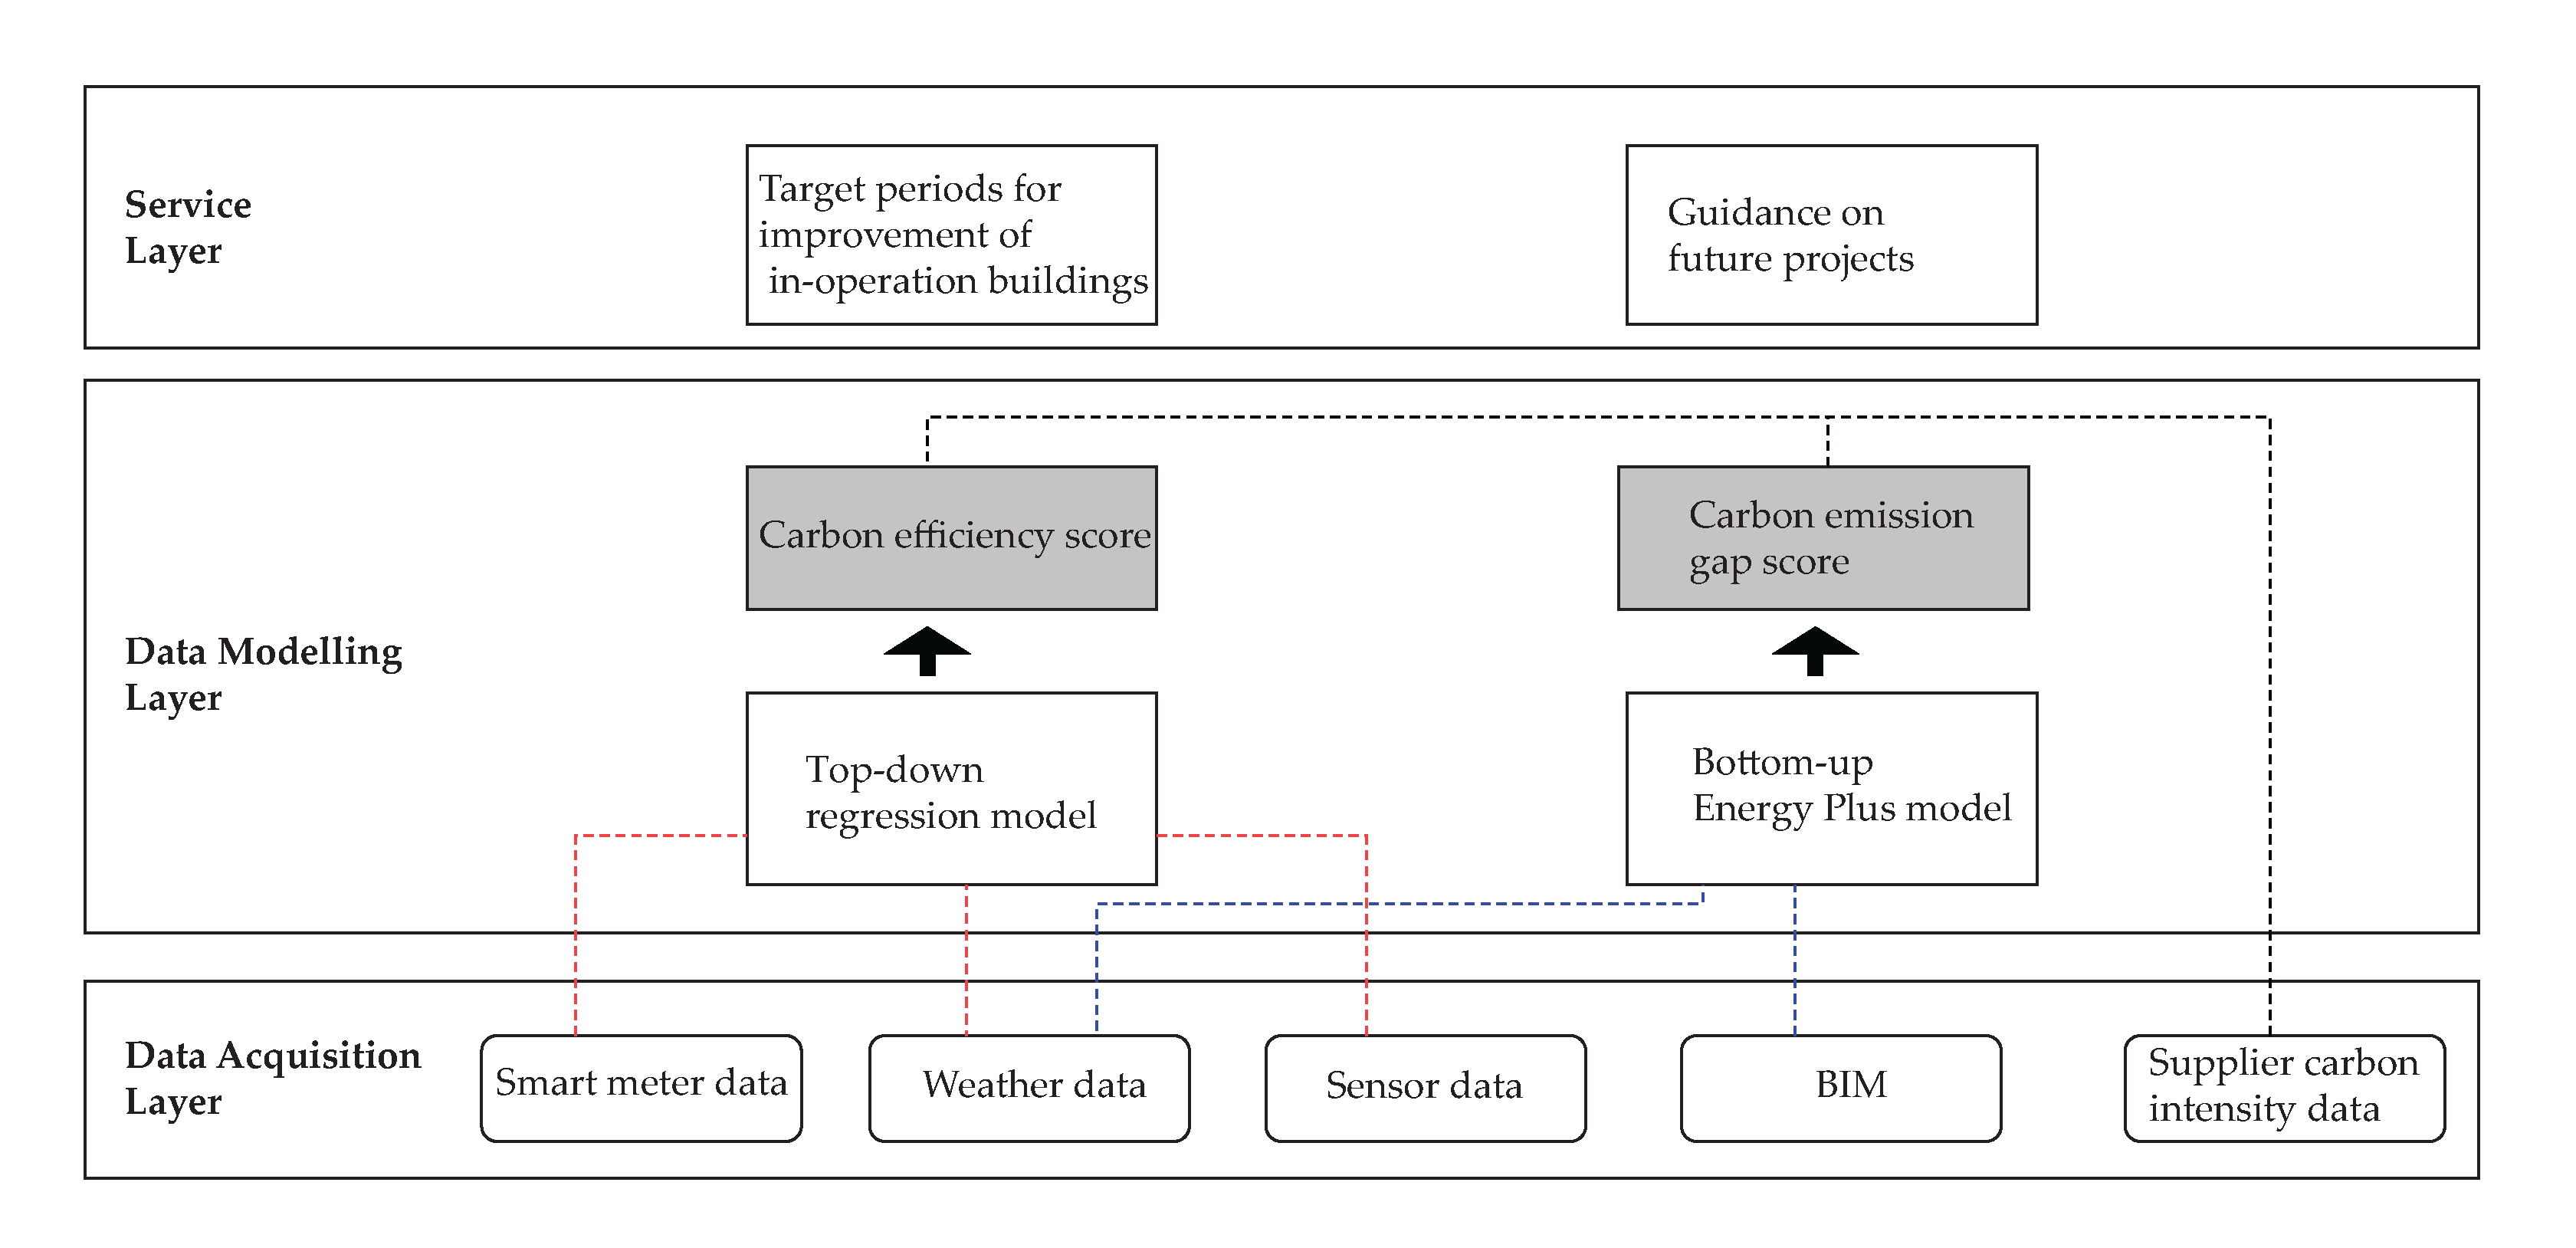 Service
Layer
Target periods for
improvement of
in-operation buildings
Guidance on
future projects
Data Modelling
Layer
Carbon efficiency score
Carbon emission
gap score
Top-down
regression model
Bottom-up
Energy Plus model
Data Acquisition
Layer
Smart meter data
Weather data
Sensor data
BIM
Supplier carbon
intensity data